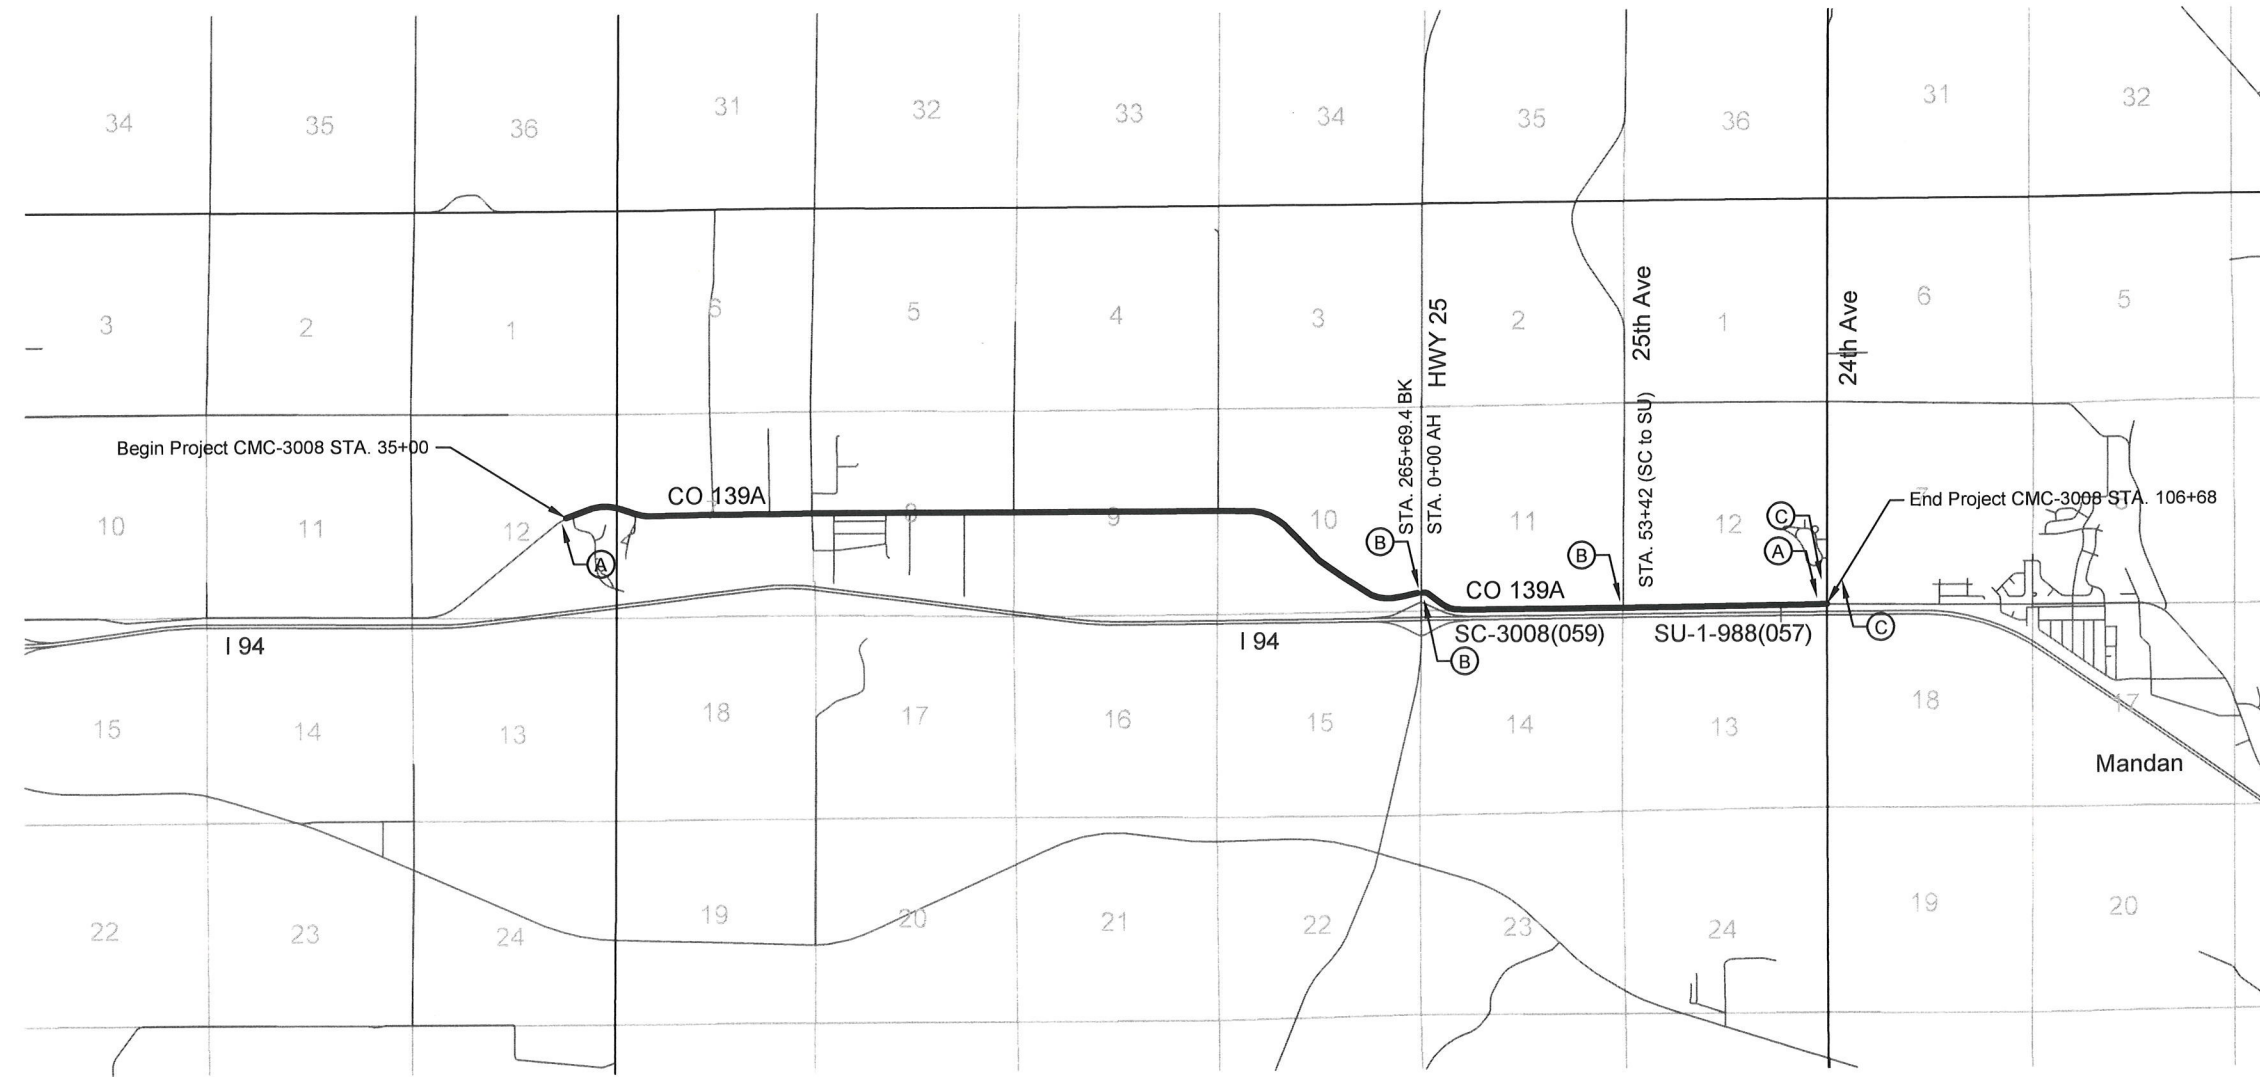 34 35 36 31 32 33 34 35 36 31 32
3 2 1 6 5 4 3 2 1 6 5
HWY 25
25th Ave
24th Ave
Begin Project CMC-3008 STA. 35+00
STA. 265+69.4 BK
STA. 0+00 AH
STA. 53+42 (SC to SU)
CO 139A
End Project CMC-3008 STA. 106+68
10 11 12 8 9 10 11 12 7
A
B
B
C
A
CO 139A
I 94
I 94
SC-3008(059)
SU-1-988(057)
C
B
15 14 13 18 17 16 15 14 13 18 17
Mandan
22 23 24 19 20 21 22 23 24 19 20